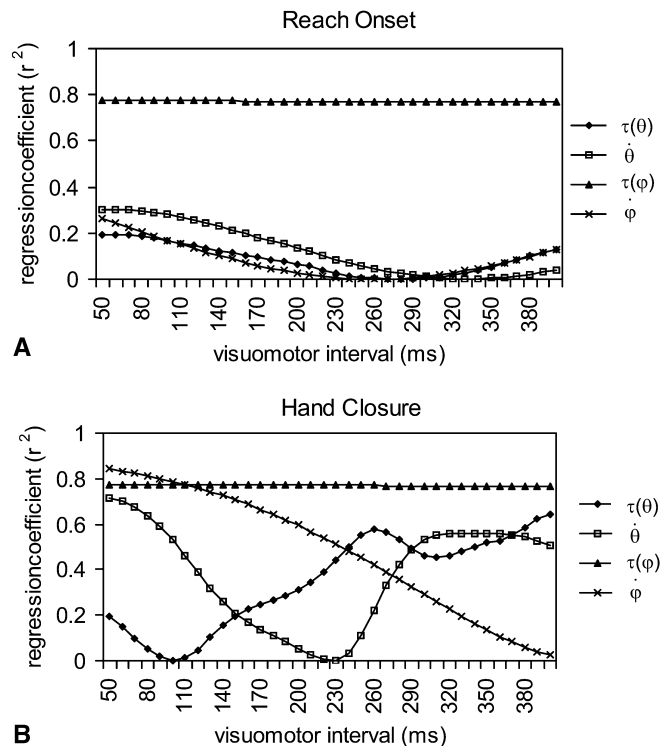 Reach Onset
regressioncoefficient (r²)
1
0.8
0.6
0.4
0.2
0
50 80 110 140 170 200 230 260 290 320 350 380
visuomotor interval (ms)
τ(θ)
θ̇
τ(φ)
φ̇
A
Hand Closure
regressioncoefficient (r²)
1
0.8
0.6
0.4
0.2
0
50 80 110 140 170 200 230 260 290 320 350 380
visuomotor interval (ms)
τ(θ)
θ̇
τ(φ)
φ̇
B